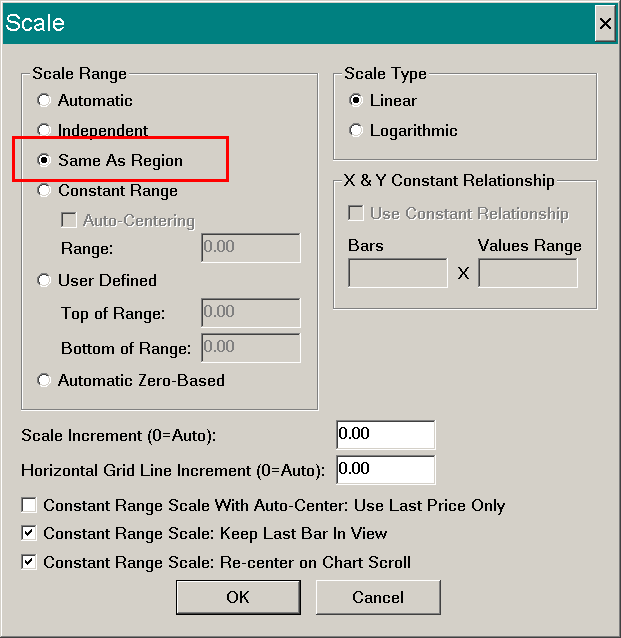 Scale
Scale Range
Automatic
Independent
Same As Region
Constant Range
Auto-Centering
Range: 0.00
User Defined
Top of Range: 0.00
Bottom of Range: 0.00
Automatic Zero-Based
Scale Type
Linear
Logarithmic
X & Y Constant Relationship
Use Constant Relationship
Bars Values Range
X
Scale Increment (0=Auto): 0.00
Horizontal Grid Line Increment (0=Auto): 0.00
Constant Range Scale With Auto-Center: Use Last Price Only
Constant Range Scale: Keep Last Bar In View
Constant Range Scale: Re-center on Chart Scroll
OK Cancel